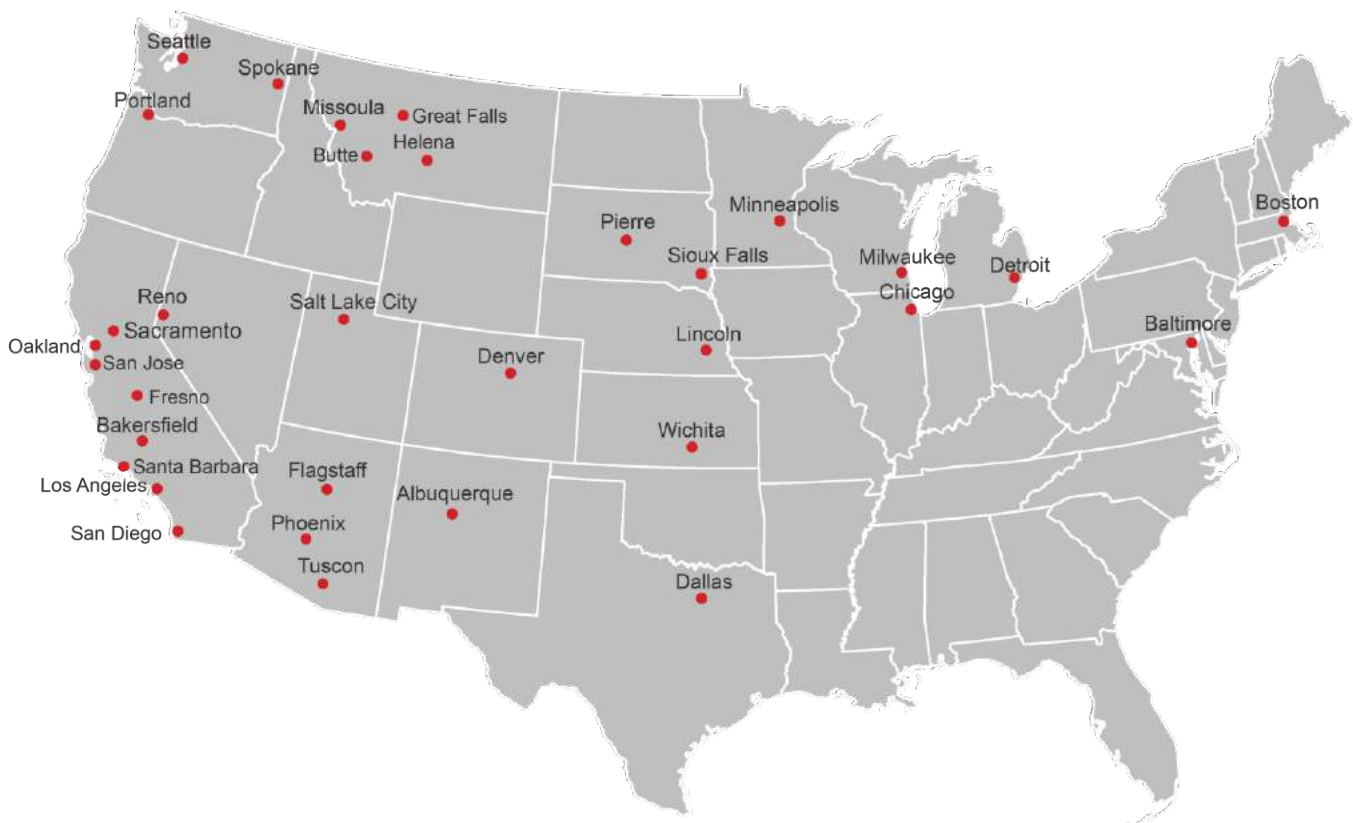 Seattle
Spokane
Portland
Missoula
Great Falls
Helena
Butte
Boston
Minneapolis
Pierre
Sioux Falls
Milwaukee
Detroit
Chicago
Reno
Salt Lake City
Sacramento
Oakland
San Jose
Lincoln
Baltimore
Denver
Fresno
Bakersfield
Wichita
Santa Barbara
Flagstaff
Los Angeles
Albuquerque
Phoenix
San Diego
Tuscon
Dallas